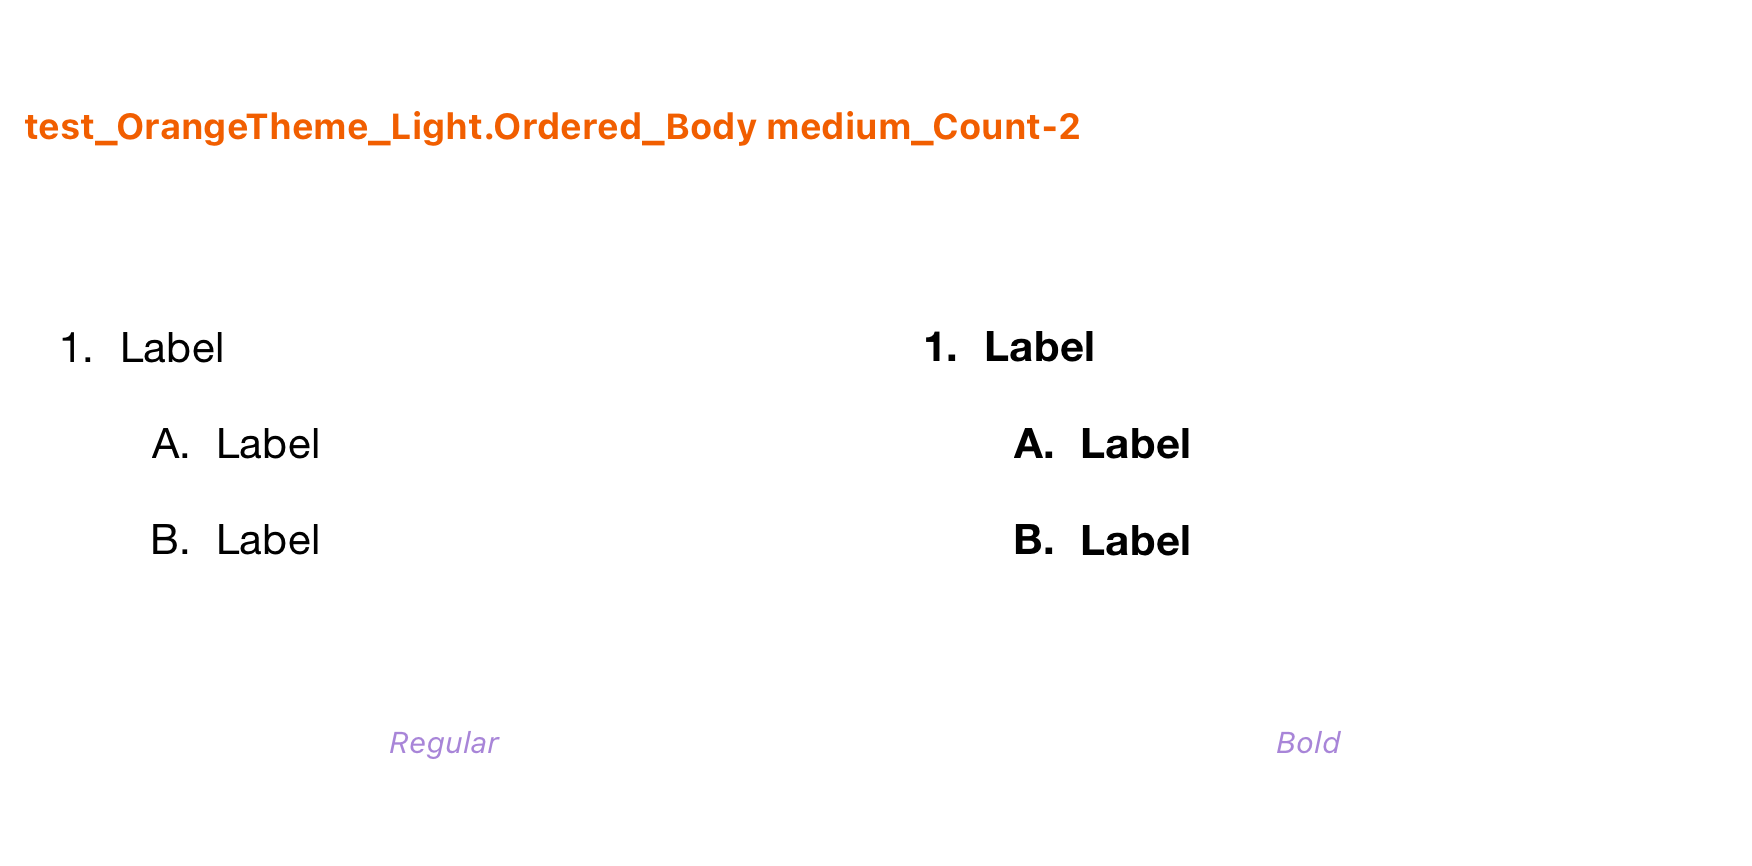 test_OrangeTheme_Light.Ordered_Body medium_Count-2
1. Label
A. Label
B. Label
Regular
1. Label
A. Label
B. Label
Bold